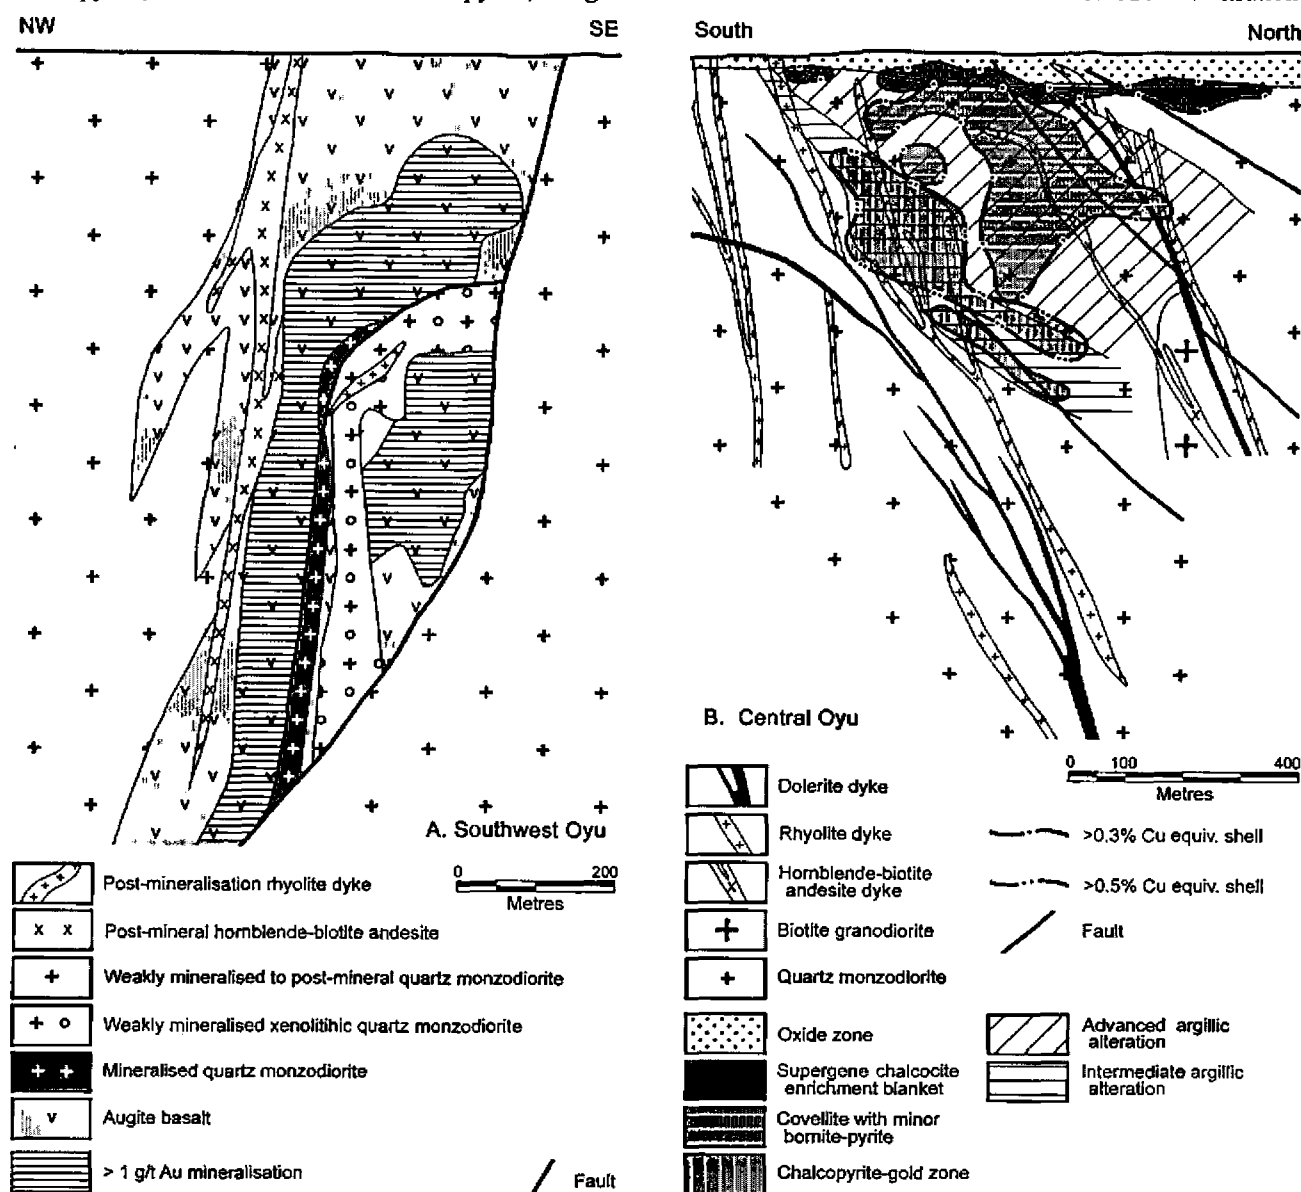 NW
SE
South
North
A. Southwest Oyu
0 200
Metres
Post-mineralisation rhyolite dyke
Post-mineral hornblende-biotite andesite
Weakly mineralised to post-mineral quartz monzodiorite
Weakly mineralised xenolithic quartz monzodiorite
Mineralised quartz monzodiorite
Augite basalt
> 1 g/t Au mineralisation
Fault
B. Central Oyu
0 100 400
Metres
Dolerite dyke
Rhyolite dyke
Hornblende-biotite
andesite dyke
Biotite granodiorite
Quartz monzodiorite
Oxide zone
Supergene chalcocite
enrichment blanket
Covellite with minor
bornite-pyrite
Chalcopyrite-gold zone
>0.3% Cu equiv. shell
>0.5% Cu equiv. shell
Fault
Advanced argillic
alteration
Intermediate argillic
alteration